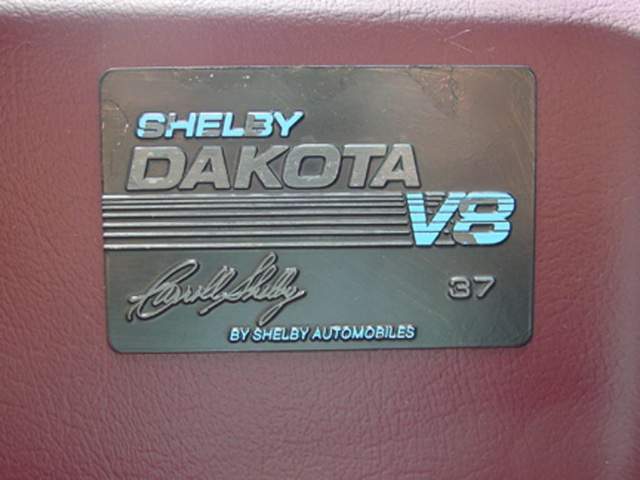 SHELBY
DAKOTA
V8
Carroll Shelby
37
BY SHELBY AUTOMOBILES